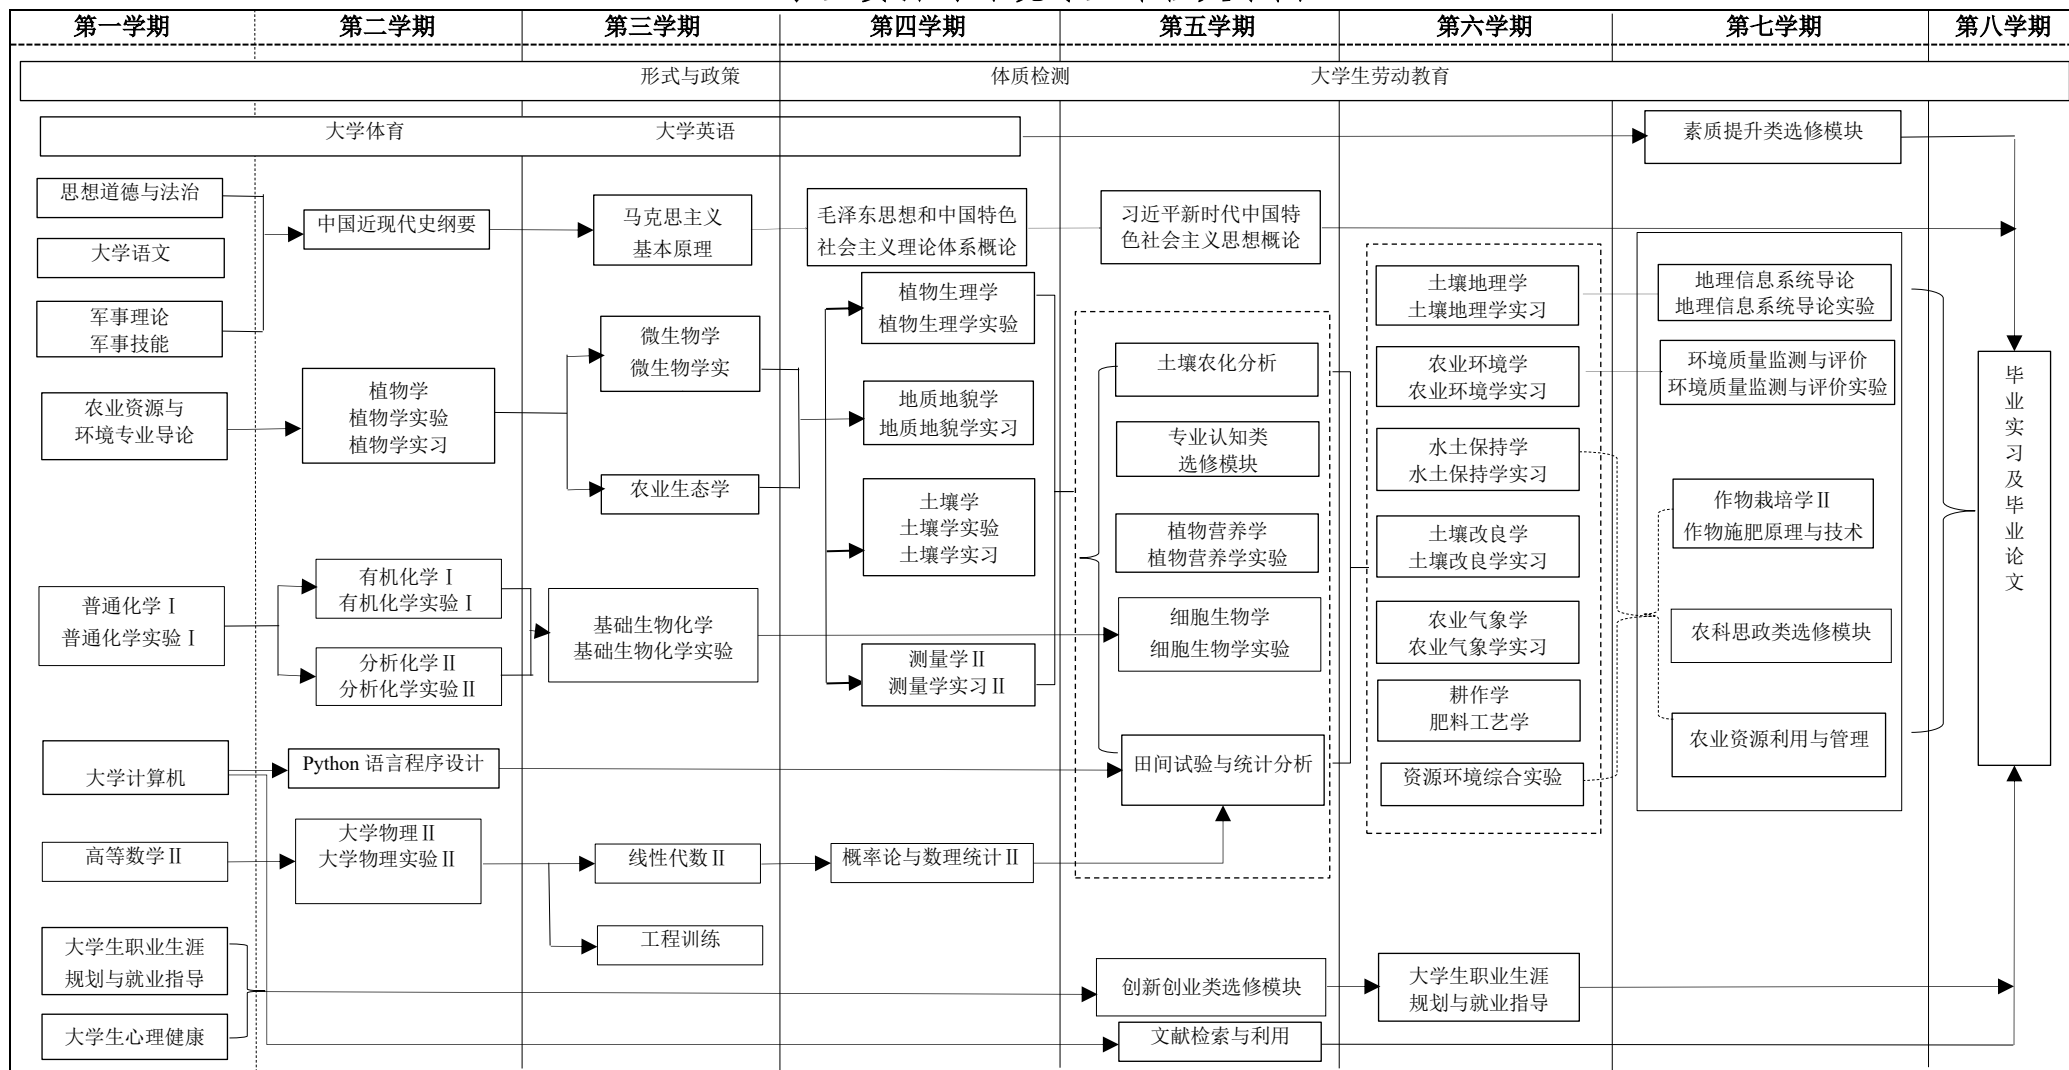 第一学期
第二学期
第三学期
第四学期
第五学期
第六学期
第七学期
第八学期
形式与政策
体质检测
大学生劳动教育
大学体育
大学英语
素质提升类选修模块
思想道德与法治
大学语文
军事理论
军事技能
农业资源与
环境专业导论
普通化学Ⅰ
普通化学实验Ⅰ
大学计算机
高等数学Ⅱ
大学生职业生涯
规划与就业指导
大学生心理健康
中国近现代史纲要
植物学
植物学实验
植物学实习
有机化学Ⅰ
有机化学实验Ⅰ
分析化学Ⅱ
分析化学实验Ⅱ
Python 语言程序设计
大学物理Ⅱ
大学物理实验Ⅱ
马克思主义
基本原理
微生物学
微生物学实
农业生态学
基础生物化学
基础生物化学实验
线性代数Ⅱ
工程训练
毛泽东思想和中国特色
社会主义理论体系概论
植物生理学
植物生理学实验
地质地貌学
地质地貌学实习
土壤学
土壤学实验
土壤学实习
测量学Ⅱ
测量学实习Ⅱ
概率论与数理统计Ⅱ
习近平新时代中国特
色社会主义思想概论
土壤农化分析
专业认知类
选修模块
植物营养学
植物营养学实验
细胞生物学
细胞生物学实验
田间试验与统计分析
创新创业类选修模块
文献检索与利用
土壤地理学
土壤地理学实习
农业环境学
农业环境学实习
水土保持学
水土保持学实习
土壤改良学
土壤改良学实习
农业气象学
农业气象学实习
耕作学
肥料工艺学
资源环境综合实验
大学生职业生涯
规划与就业指导
地理信息系统导论
地理信息系统导论实验
环境质量监测与评价
环境质量监测与评价实验
作物栽培学Ⅱ
作物施肥原理与技术
农科思政类选修模块
农业资源利用与管理
毕业实习及毕业论文